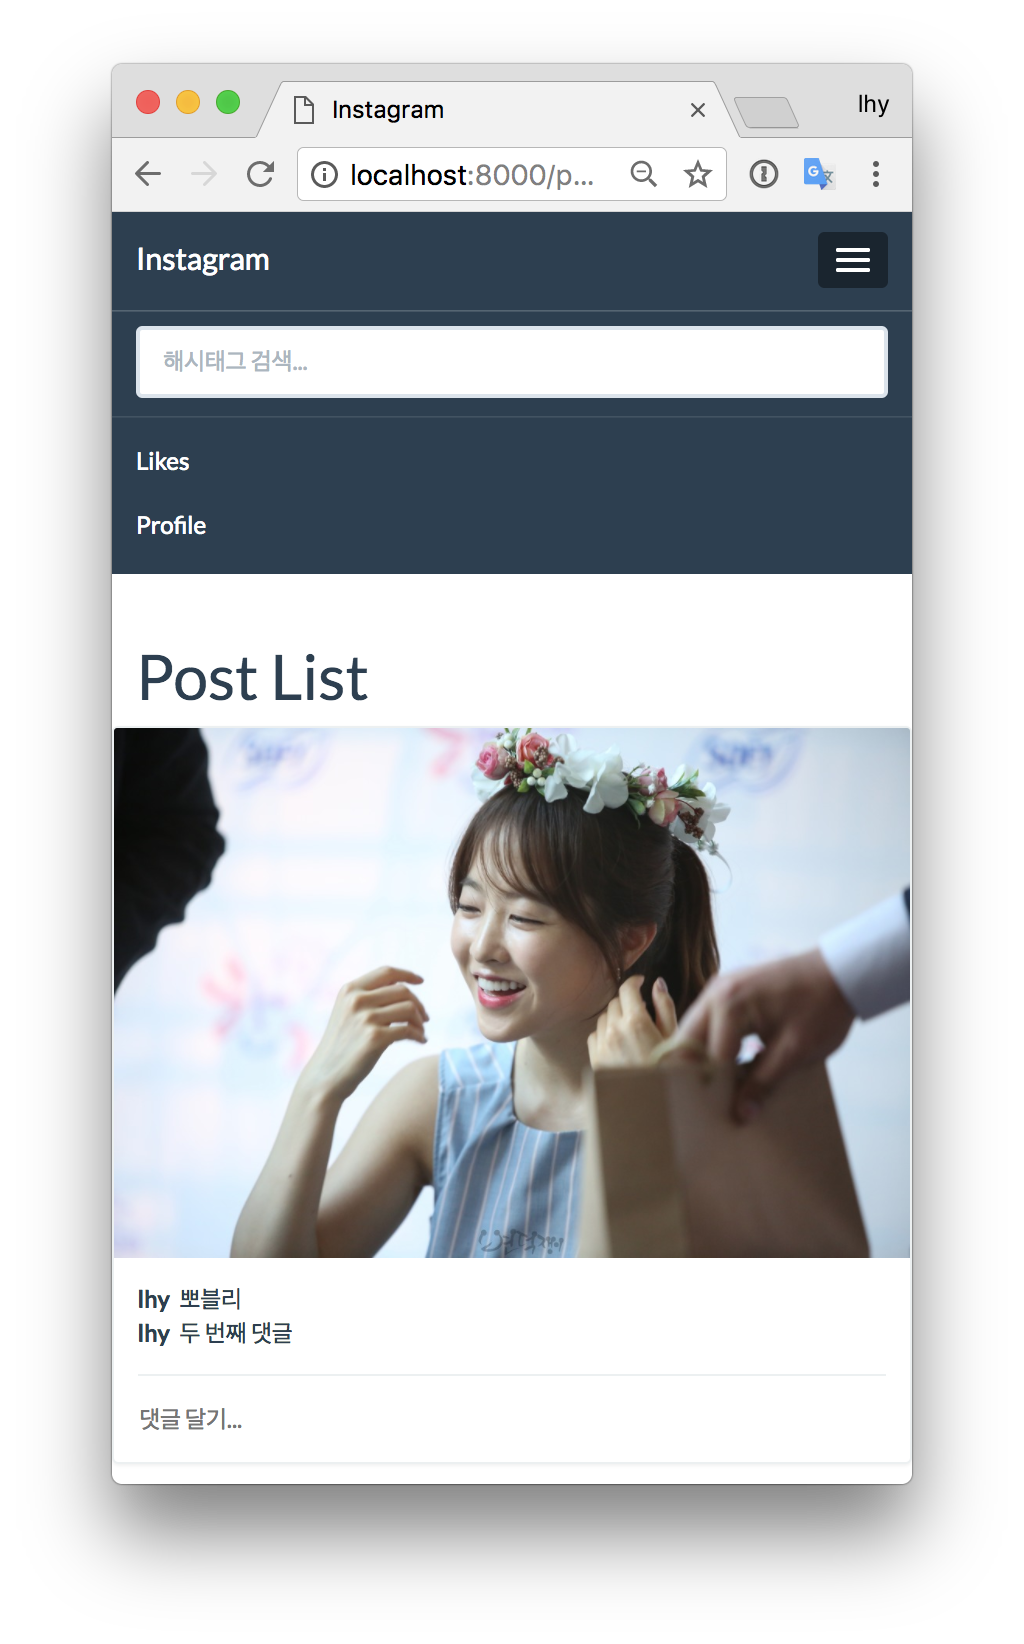 Instagram
lhy
localhost:8000/p...
Instagram
해시태그 검색...
Likes
Profile
Post List
lhy 뽀블리
lhy 두 번째 댓글
댓글 달기...